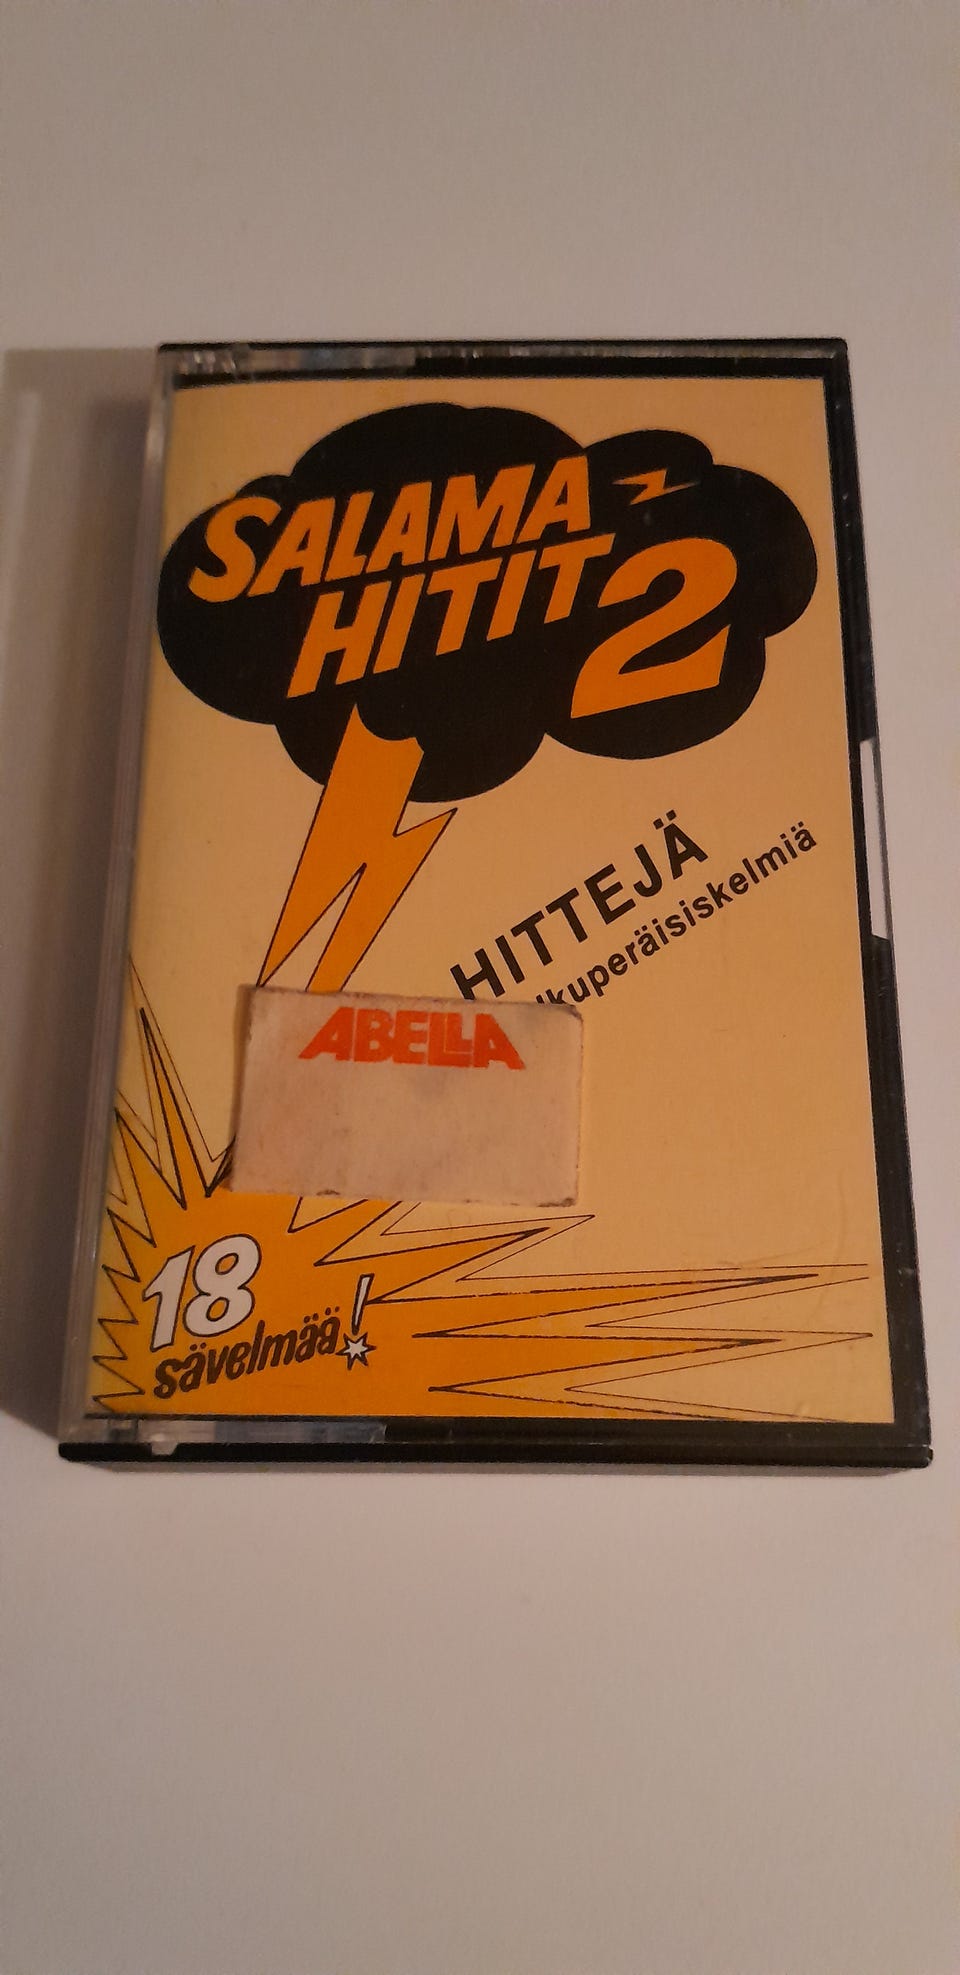 SALAMA-
HITIT 2
HITTEJÄ
lkuperäisiskelmiä
ABELLA
18
sävelmää!